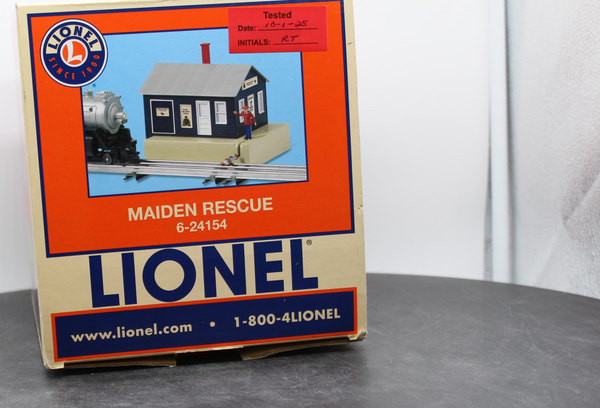 LIONEL
SINCE 1900
Tested
Date: 10-1-25
INITIALS: RT
MAIDEN RESCUE
6-24154
LIONEL®
www.lionel.com • 1-800-4LIONEL